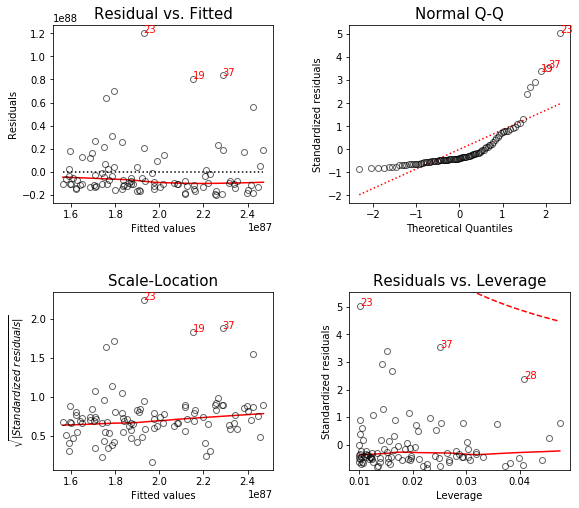 Residual vs. Fitted
1e88
Residuals
1.2
1.0
0.8
0.6
0.4
0.2
0.0
−0.2
23
19
37
1.6 1.8 2.0 2.2 2.4
Fitted values
1e87
Normal Q-Q
Standardized residuals
5
4
3
2
1
0
−1
−2
23
37
19
−2 −1 0 1 2
Theoretical Quantiles
Scale-Location
√|Standardized residuals|
2.0
1.5
1.0
0.5
23
19
37
1.6 1.8 2.0 2.2 2.4
Fitted values
1e87
Residuals vs. Leverage
Standardized residuals
5
4
3
2
1
0
23
37
28
0.01 0.02 0.03 0.04
Leverage